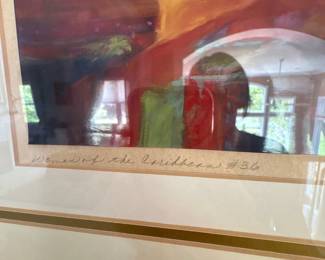 Women of the Caribbean #36